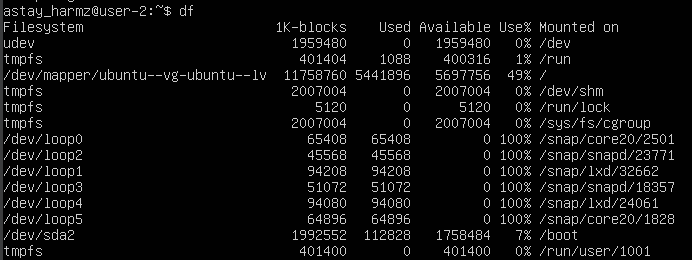 astay_harmz@user-2:~$ df
Filesystem                        1K-blocks    Used Available Use% Mounted on
udev                                1959480       0   1959480   0% /dev
tmpfs                                401404    1088    400316   1% /run
/dev/mapper/ubuntu--vg-ubuntu--lv  11758760 5441896   5697756  49% /
tmpfs                               2007004       0   2007004   0% /dev/shm
tmpfs                                  5120       0      5120   0% /run/lock
tmpfs                               2007004       0   2007004   0% /sys/fs/cgroup
/dev/loop0                            65408   65408         0 100% /snap/core20/2501
/dev/loop2                            45568   45568         0 100% /snap/snapd/23771
/dev/loop1                            94208   94208         0 100% /snap/lxd/32662
/dev/loop3                            51072   51072         0 100% /snap/snapd/18357
/dev/loop4                            94080   94080         0 100% /snap/lxd/24061
/dev/loop5                            64896   64896         0 100% /snap/core20/1828
/dev/sda2                           1992552  112828   1758484   7% /boot
tmpfs                                401400       0    401400   0% /run/user/1001